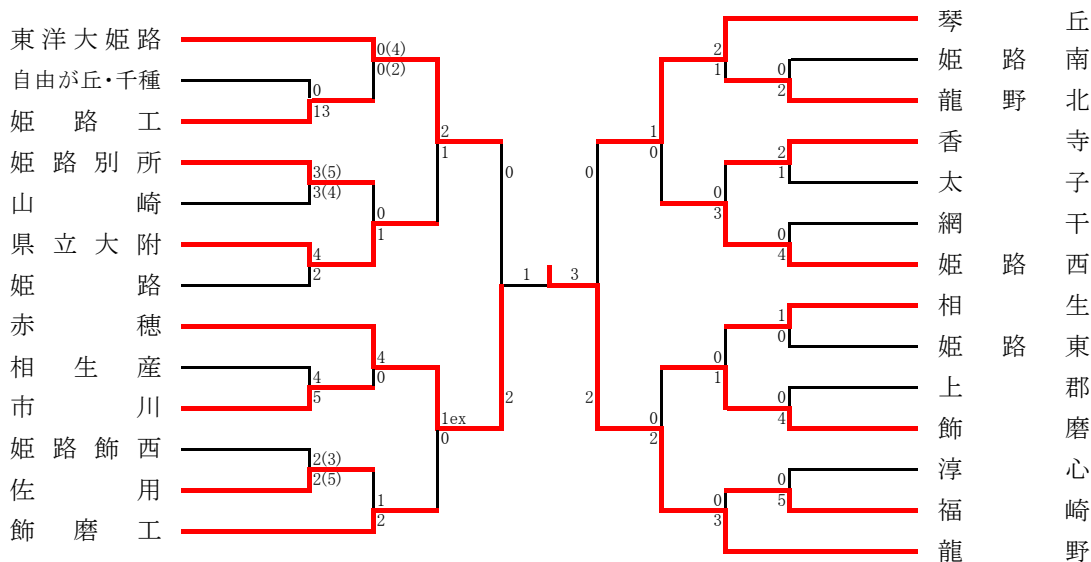 東洋大姫路
自由が丘・千種
姫路工
姫路別所
山崎
県立大附
姫路
赤穂
相生産
市川
姫路飾西
佐用
飾磨工
0(4)
0(2)
0
13
3(5)
3(4)
0
1
4
2
2
1
0
4
0
4
5
1ex
0
2
2(3)
2(5)
1
2
1
3
0
2
1
0
2
1
0
2
2
1
0
3
0
4
1
0
0
1
0
4
0
2
0
5
0
3
琴丘
姫路南
龍野北
香寺
太子
網干
姫路西
相生
姫路東
上郡
飾磨
淳心
福崎
龍野